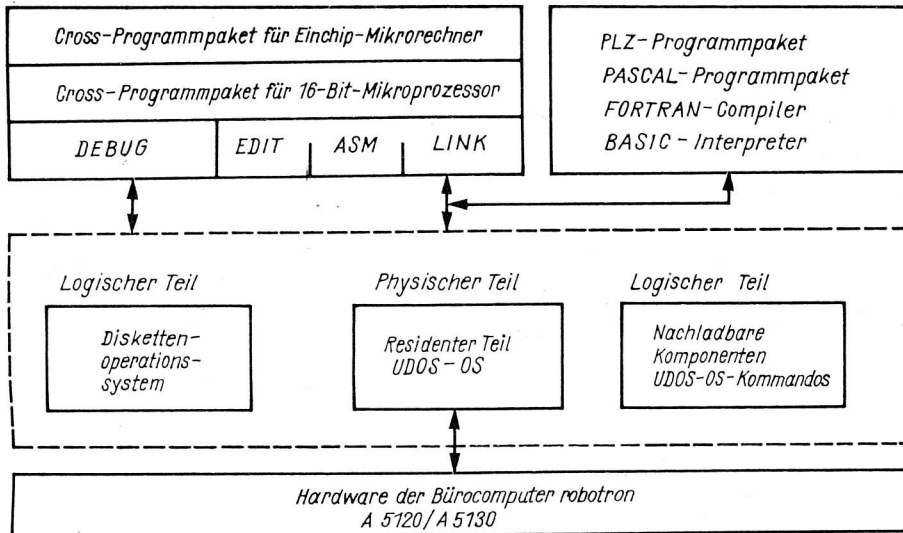 Cross-Programmpaket für Einchip-Mikrorechner
Cross-Programmpaket für 16-Bit-Mikroprozessor
DEBUG EDIT ASM LINK
PLZ-Programmpaket
PASCAL-Programmpaket
FORTRAN-Compiler
BASIC-Interpreter
Logischer Teil
Disketten-
operations-
system
Physischer Teil
Residenter Teil
UDOS-OS
Logischer Teil
Nachladbare
Komponenten
UDOS-OS-Kommandos
Hardware der Bürocomputer robotron
A 5120/A 5130